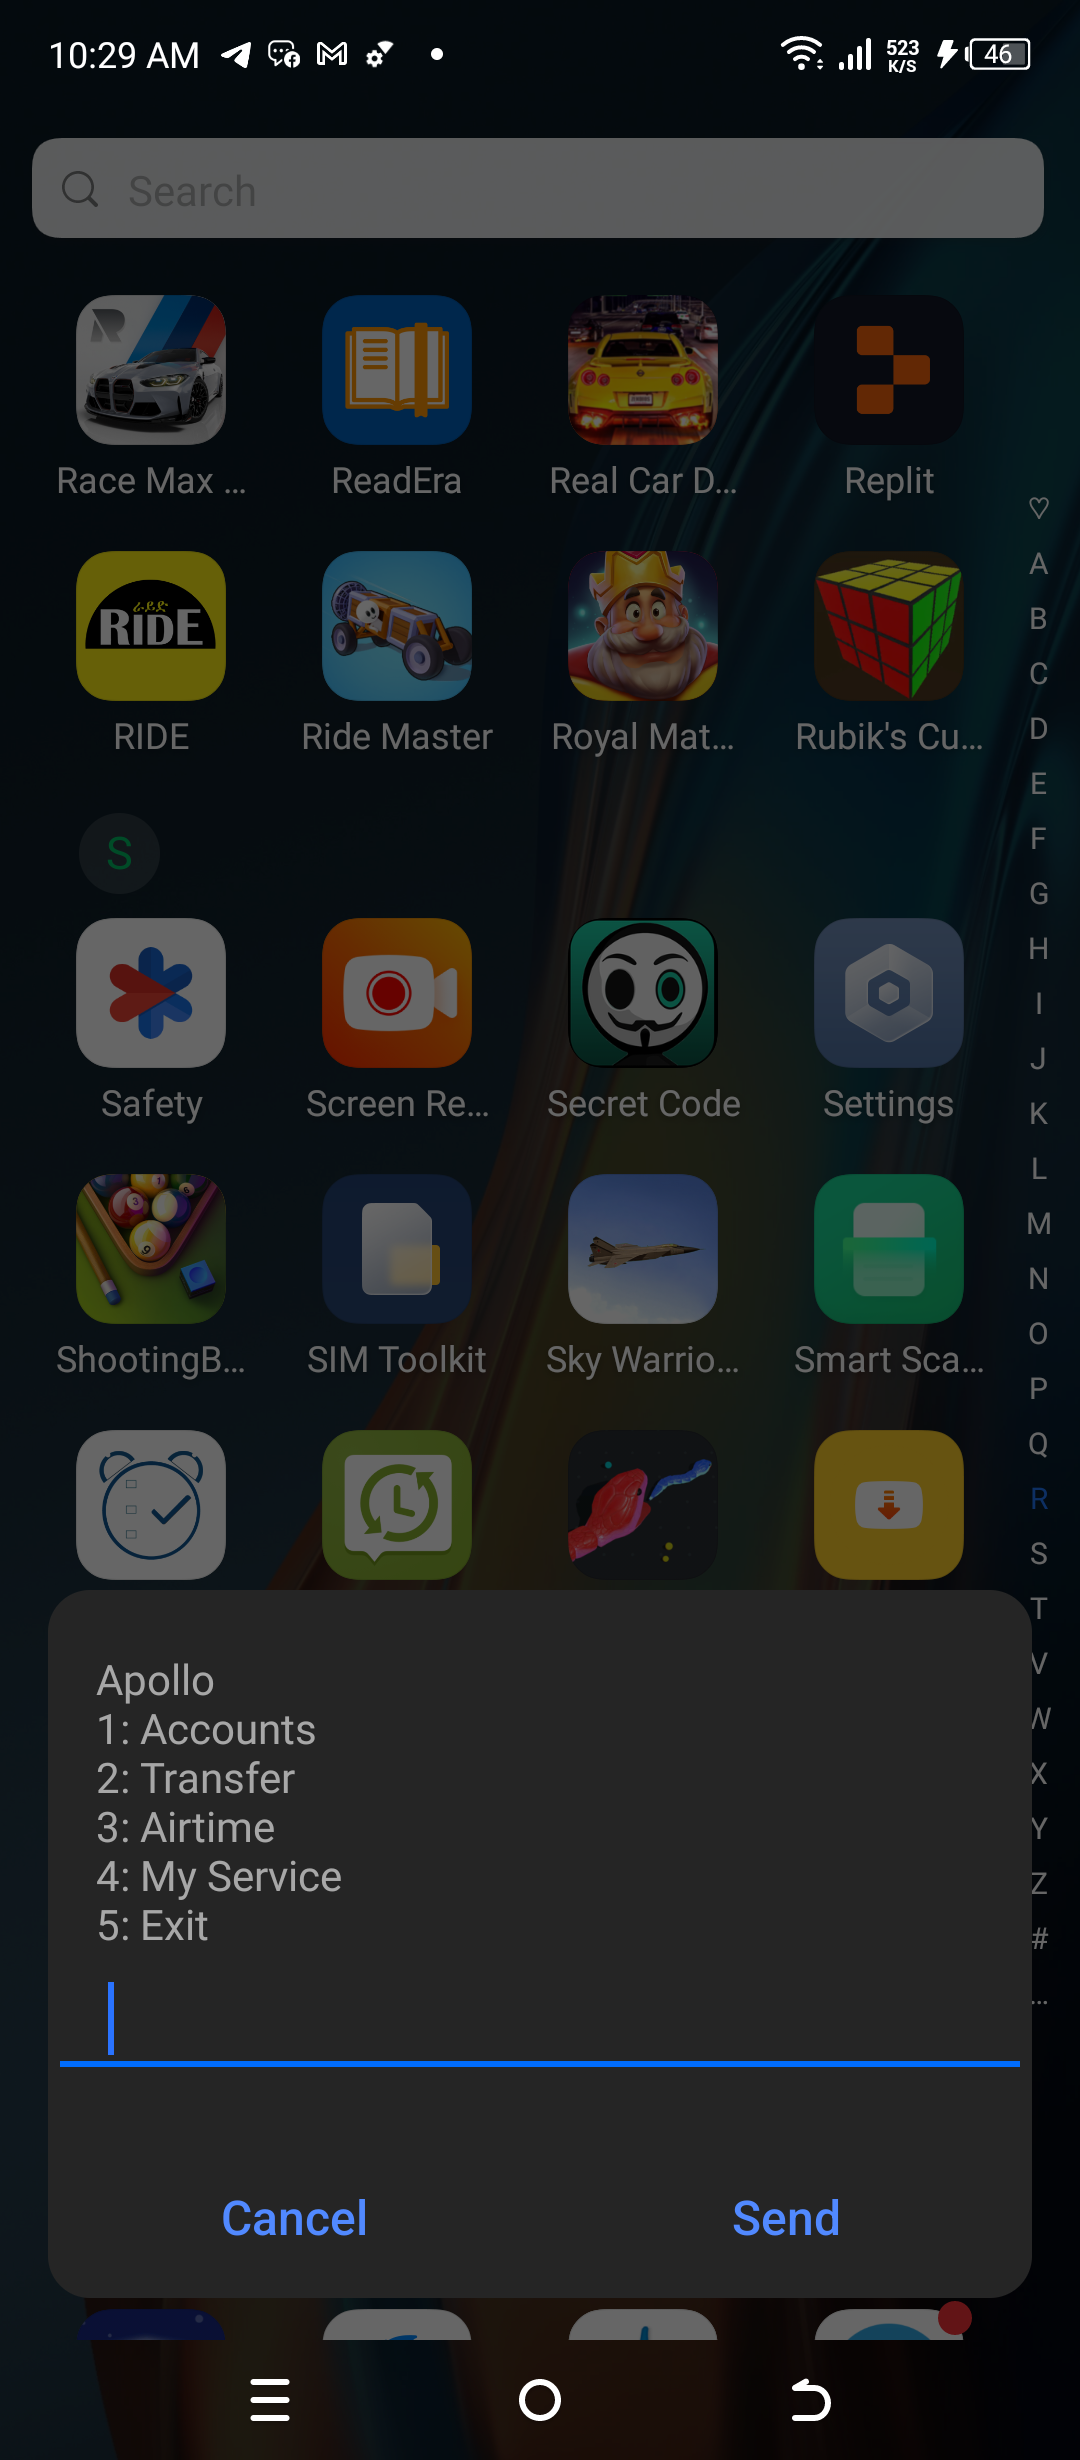 10:29 AM
523
K/S
46
Search
Race Max ...
ReadEra
Real Car D...
Replit
ራይድ
RIDE
RIDE
Ride Master
Royal Mat...
Rubik's Cu...
S
Safety
Screen Re...
Secret Code
Settings
ShootingB...
SIM Toolkit
Sky Warrio...
Smart Sca...
♡
A
B
C
D
E
F
G
H
I
J
K
L
M
N
O
P
Q
R
S
T
V
W
X
Y
Z
#
...
Apollo
1: Accounts
2: Transfer
3: Airtime
4: My Service
5: Exit
Cancel
Send